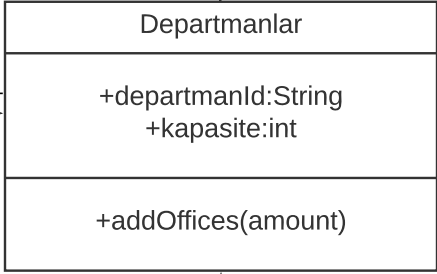 Departmanlar
+departmanId:String
+kapasite:int
+addOffices(amount)